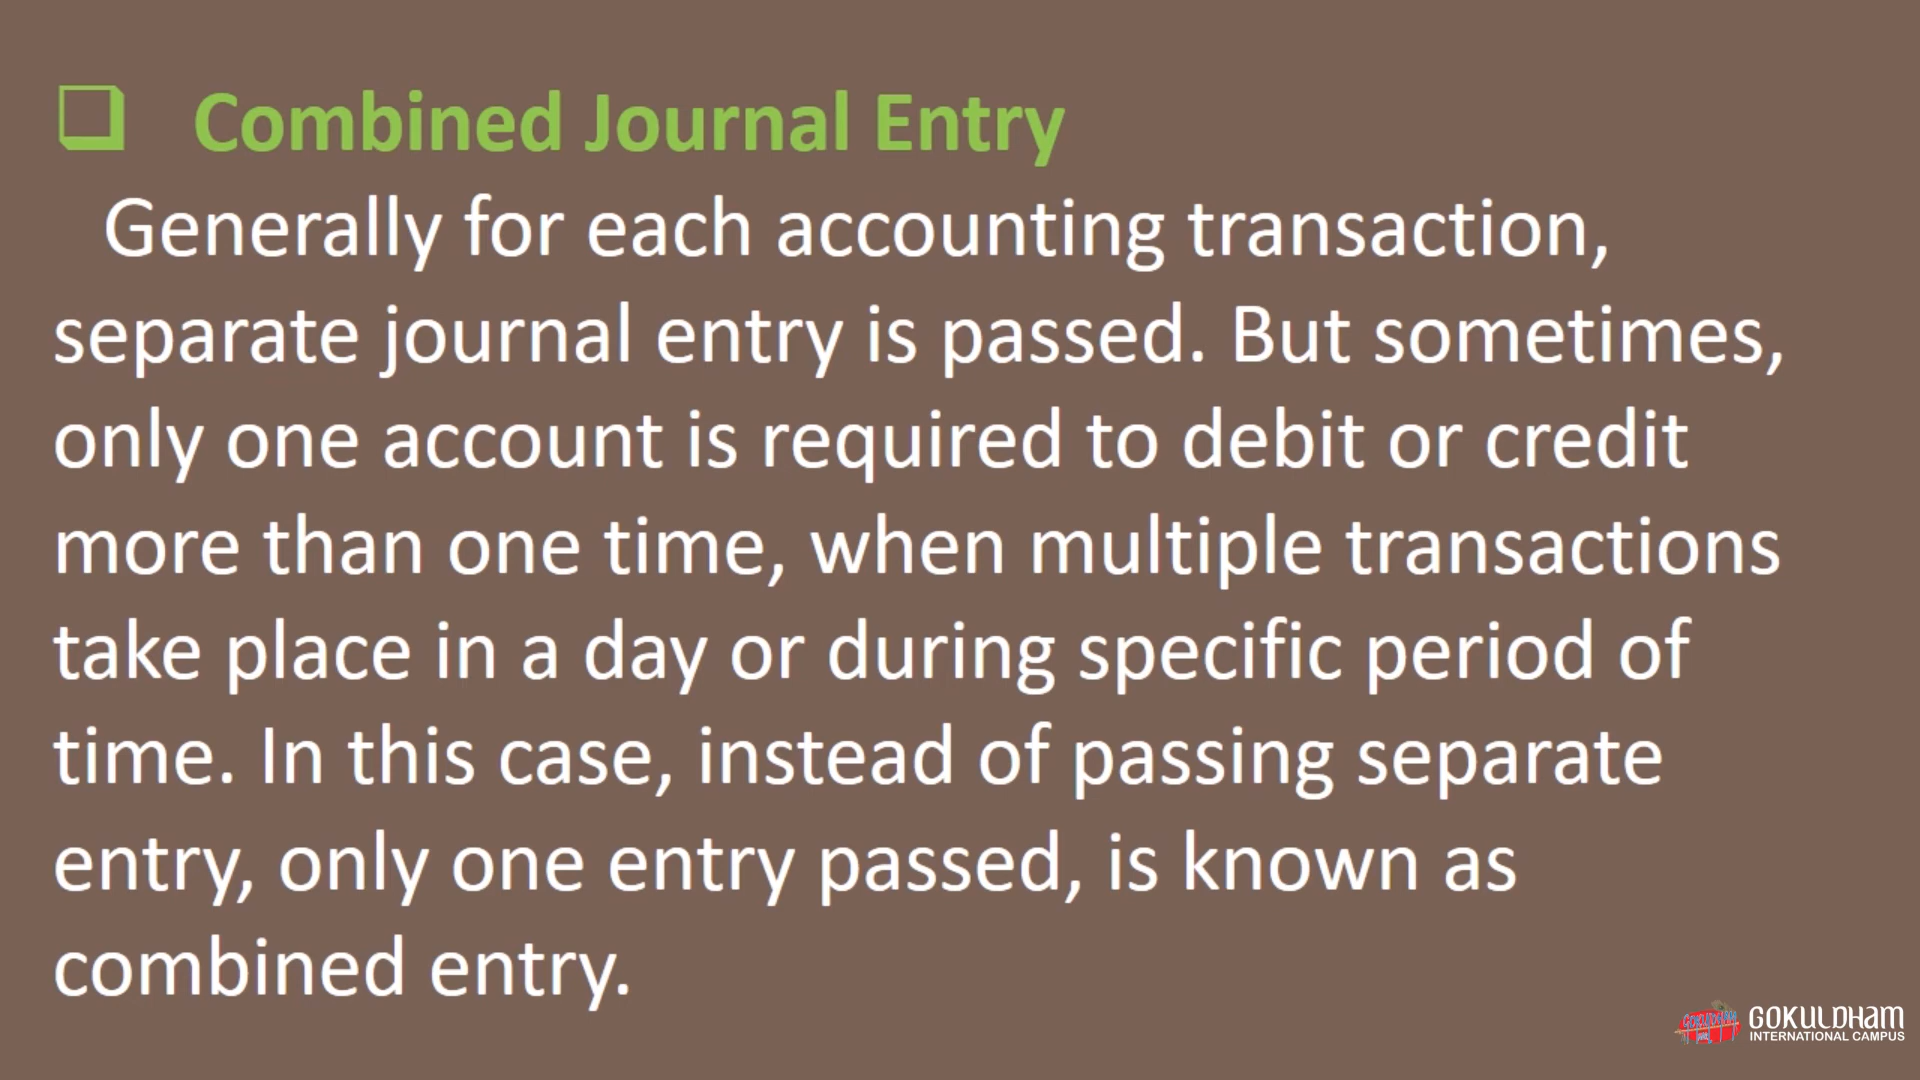 Combined Journal Entry
Generally for each accounting transaction,
separate journal entry is passed. But sometimes,
only one account is required to debit or credit
more than one time, when multiple transactions
take place in a day or during specific period of
time. In this case, instead of passing separate
entry, only one entry passed, is known as
combined entry.
GOKULDHAM
INTERNATIONAL CAMPUS